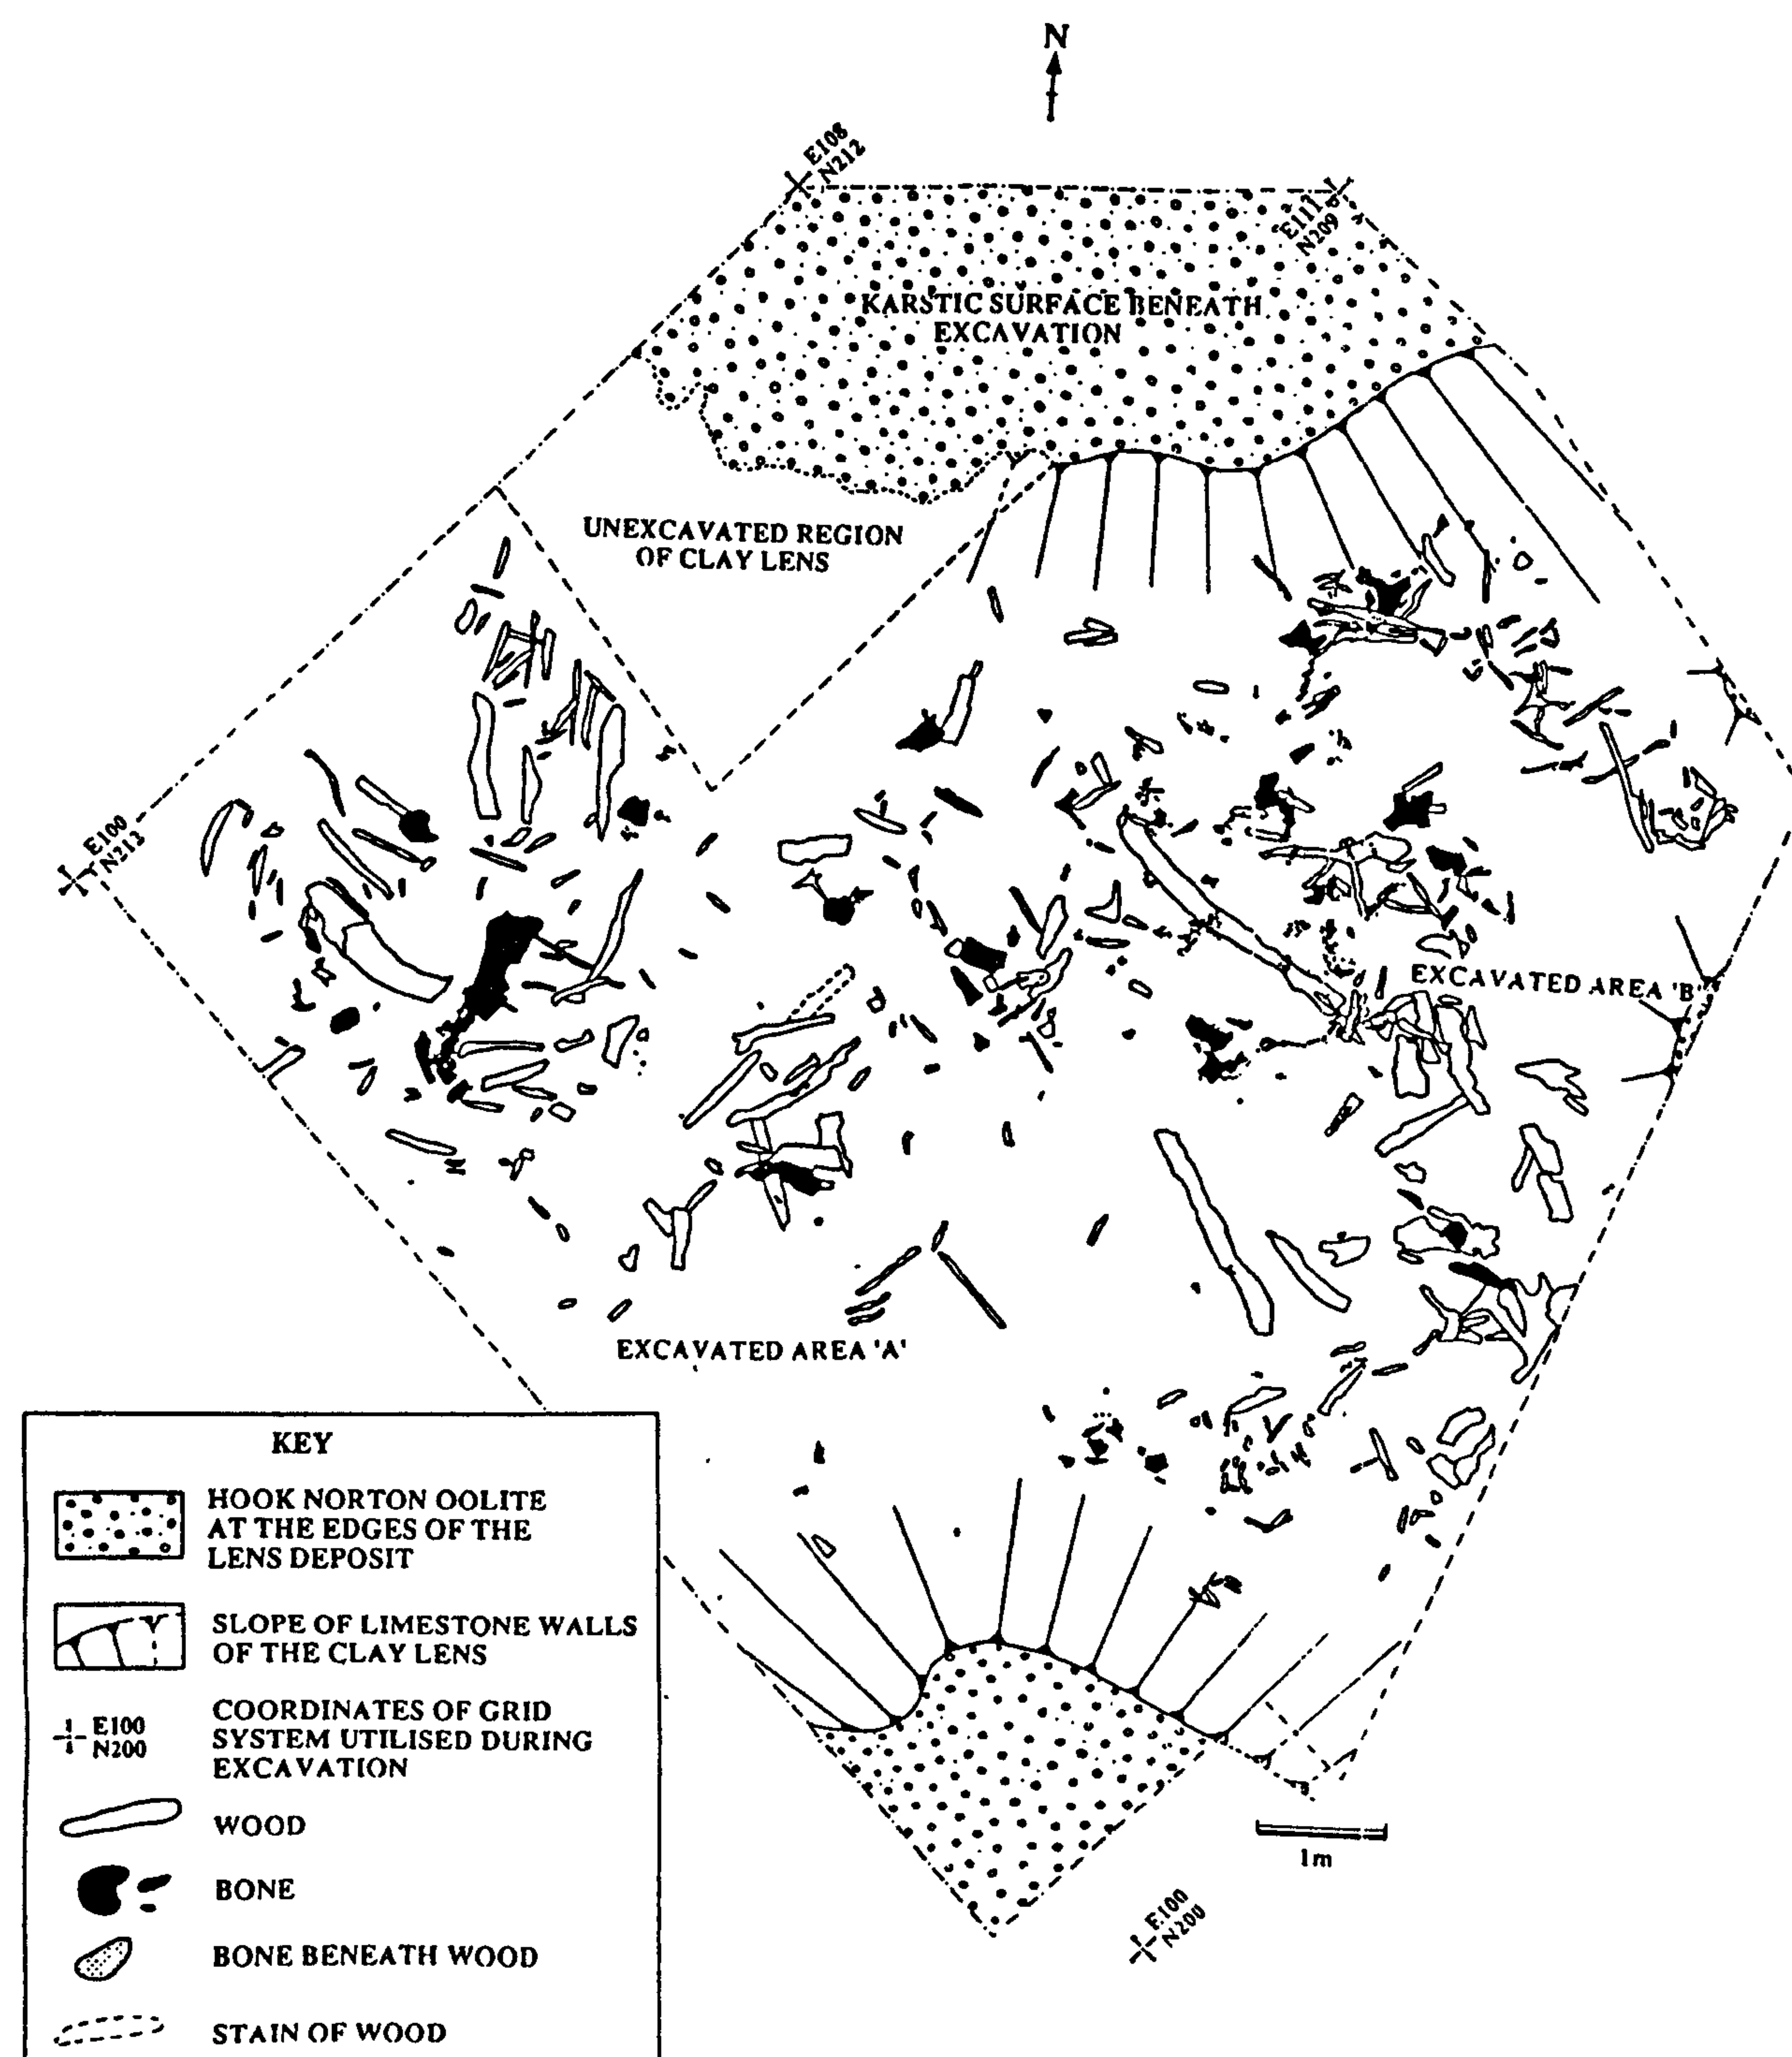 N
E108
N212
E111
N209
KARSTIC SURFACE BENEATH
EXCAVATION
UNEXCAVATED REGION
OF CLAY LENS
E100
N213
EXCAVATED AREA 'B'
EXCAVATED AREA 'A'
KEY
HOOK NORTON OOLITE
AT THE EDGES OF THE
LENS DEPOSIT
SLOPE OF LIMESTONE WALLS
OF THE CLAY LENS
E100
N200
COORDINATES OF GRID
SYSTEM UTILISED DURING
EXCAVATION
WOOD
BONE
BONE BENEATH WOOD
STAIN OF WOOD
1m
E100
N200